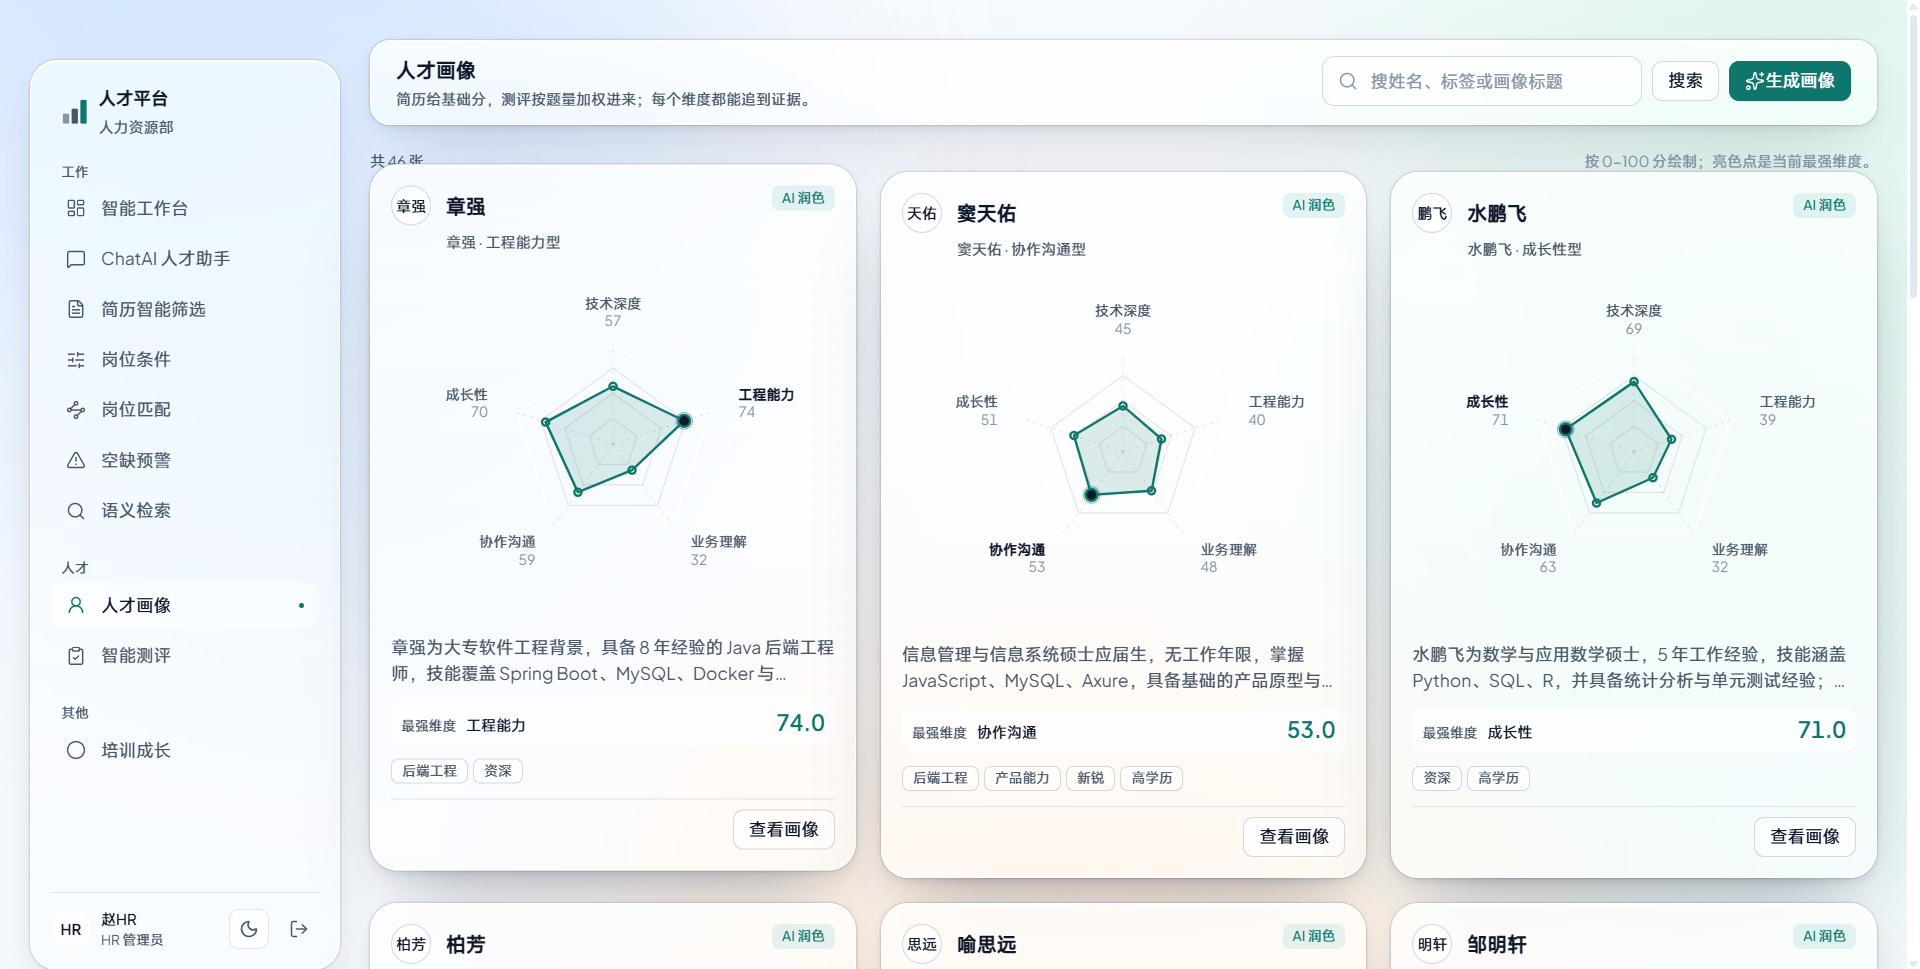 人才平台
人力资源部
工作
智能工作台
ChatAI 人才助手
简历智能筛选
岗位条件
岗位匹配
空缺预警
语义检索
人才
人才画像
智能测评
其他
培训成长
HR
赵HR
HR 管理员
人才画像
简历给基础分，测评按题量加权进来；每个维度都能追到证据。
搜姓名、标签或画像标题
搜索
生成画像
共 46 张
按 0–100 分绘制；亮色点是当前最强维度。
章强
章强
AI 润色
章强 · 工程能力型
技术深度
57
成长性
70
工程能力
74
协作沟通
59
业务理解
32
章强为大专软件工程背景，具备 8 年经验的 Java 后端工程
师，技能覆盖 Spring Boot、MySQL、Docker 与...
最强维度 工程能力 74.0
后端工程
资深
查看画像
天佑
窦天佑
AI 润色
窦天佑 · 协作沟通型
技术深度
45
成长性
51
工程能力
40
协作沟通
53
业务理解
48
信息管理与信息系统硕士应届生，无工作年限，掌握
JavaScript、MySQL、Axure，具备基础的产品原型与...
最强维度 协作沟通 53.0
后端工程
产品能力
新锐
高学历
查看画像
鹏飞
水鹏飞
AI 润色
水鹏飞 · 成长性型
技术深度
69
成长性
71
工程能力
39
协作沟通
63
业务理解
32
水鹏飞为数学与应用数学硕士，5 年工作经验，技能涵盖
Python、SQL、R，并具备统计分析与单元测试经验；...
最强维度 成长性 71.0
资深
高学历
查看画像
柏芳
柏芳
AI 润色
思远
喻思远
AI 润色
明轩
邹明轩
AI 润色